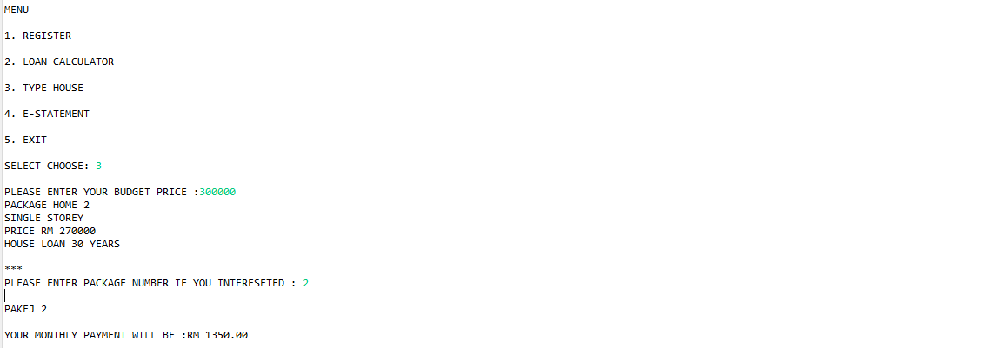 MENU
1. REGISTER
2. LOAN CALCULATOR
3. TYPE HOUSE
4. E-STATEMENT
5. EXIT
SELECT CHOOSE: 3
PLEASE ENTER YOUR BUDGET PRICE :300000
PACKAGE HOME 2
SINGLE STOREY
PRICE RM 270000
HOUSE LOAN 30 YEARS
***
PLEASE ENTER PACKAGE NUMBER IF YOU INTERESETED : 2
PAKEJ 2
YOUR MONTHLY PAYMENT WILL BE :RM 1350.00